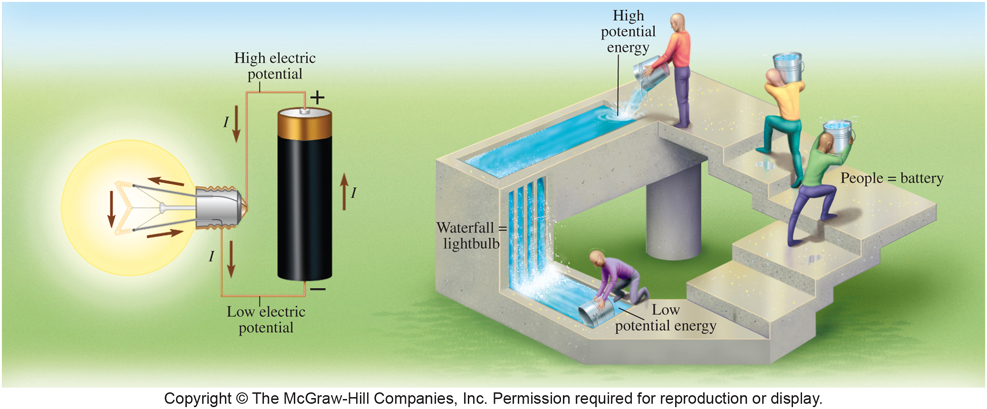 High electric
potential
+
I
I
I
−
Low electric
potential
High
potential
energy
People = battery
Waterfall =
lightbulb
Low
potential energy
Copyright © The McGraw-Hill Companies, Inc. Permission required for reproduction or display.